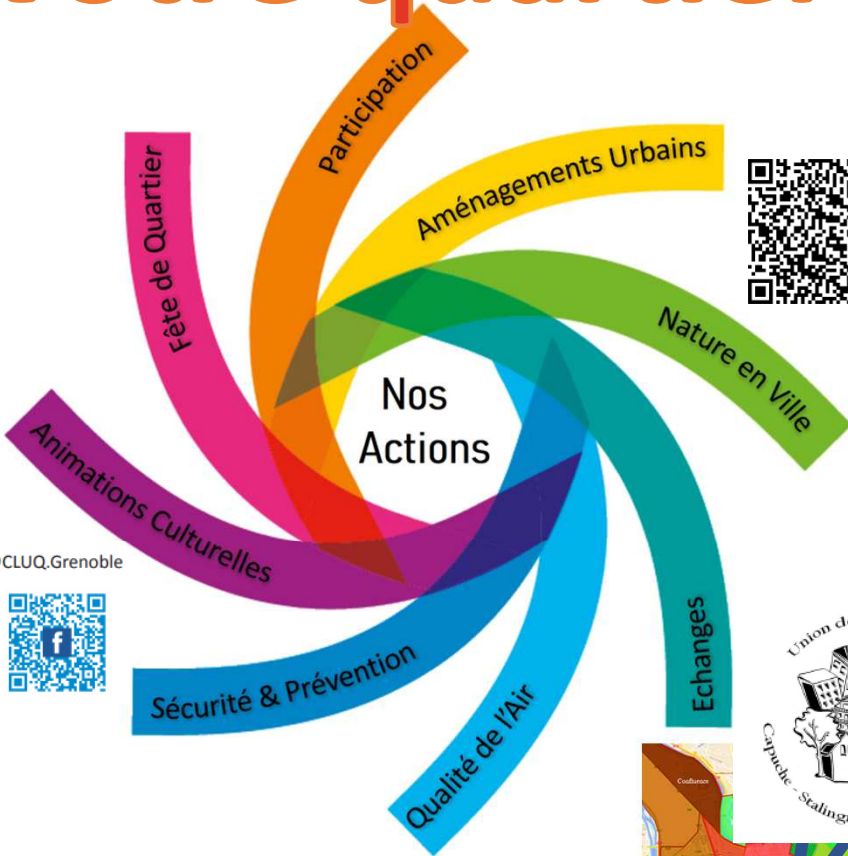 Participation
Aménagements Urbains
Fête de Quartier
Nature en Ville
Nos
Actions
Animations Culturelles
CLUQ.Grenoble
Echanges
Sécurité & Prévention
Qualité de l'Air
Union
Capuche - 
Confluence